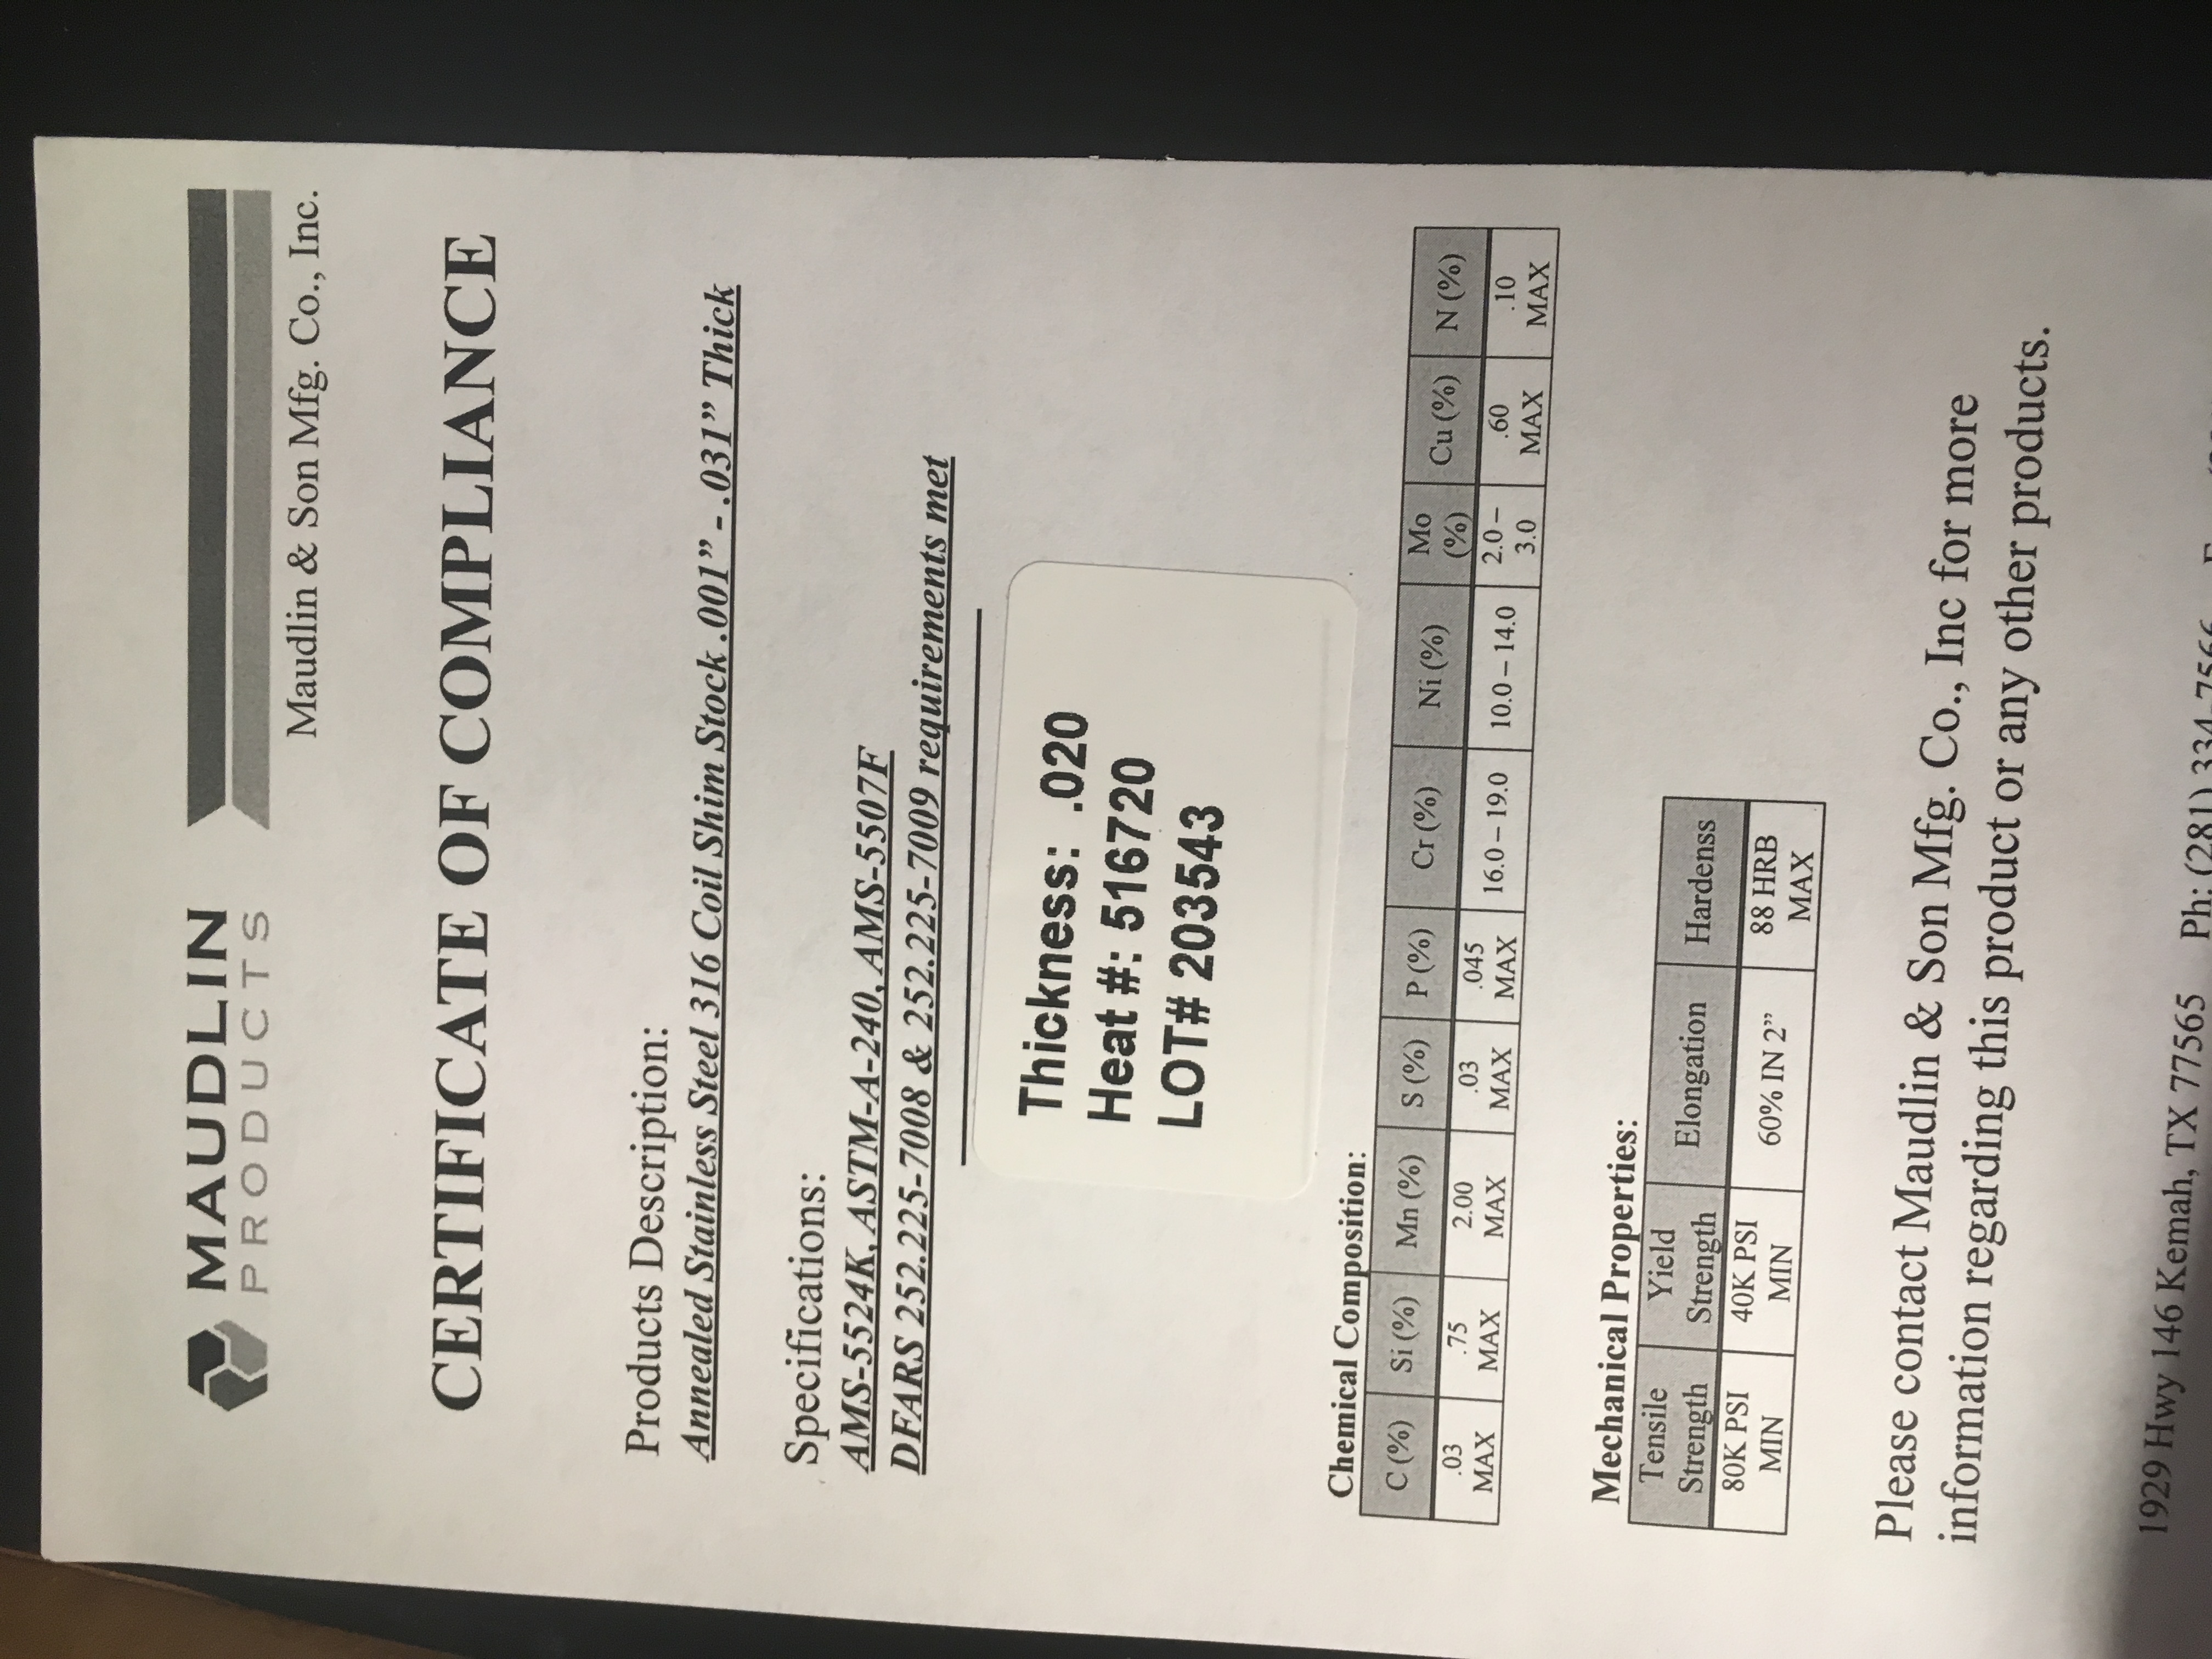 MAUDLIN
PRODUCTS
Maudlin & Son Mfg. Co., Inc.
CERTIFICATE OF COMPLIANCE
Products Description:
Annealed Stainless Steel 316 Coil Shim Stock .001” - .031” Thick
Specifications:
AMS-5524K, ASTM-A-240, AMS-5507F
DFARS 252.225-7008 & 252.225-7009 requirements met
Thickness: .020
Heat #: 516720
LOT# 203543
Chemical Composition:
C (%) Si (%) Mn (%) S (%) P (%) Cr (%) Ni (%) Mo (%) Cu (%) N (%)
.03 MAX .75 MAX 2.00 MAX .03 MAX .045 MAX 16.0 – 19.0 10.0 – 14.0 2.0 – 3.0 .60 MAX .10 MAX
Mechanical Properties:
Tensile Strength Yield Strength Elongation Hardenss
80K PSI MIN 40K PSI MIN 60% IN 2” 88 HRB MAX
Please contact Maudlin & Son Mfg. Co., Inc for more
information regarding this product or any other products.
1929 Hwy 146 Kemah, TX 77565 Ph: (281) 334-7566